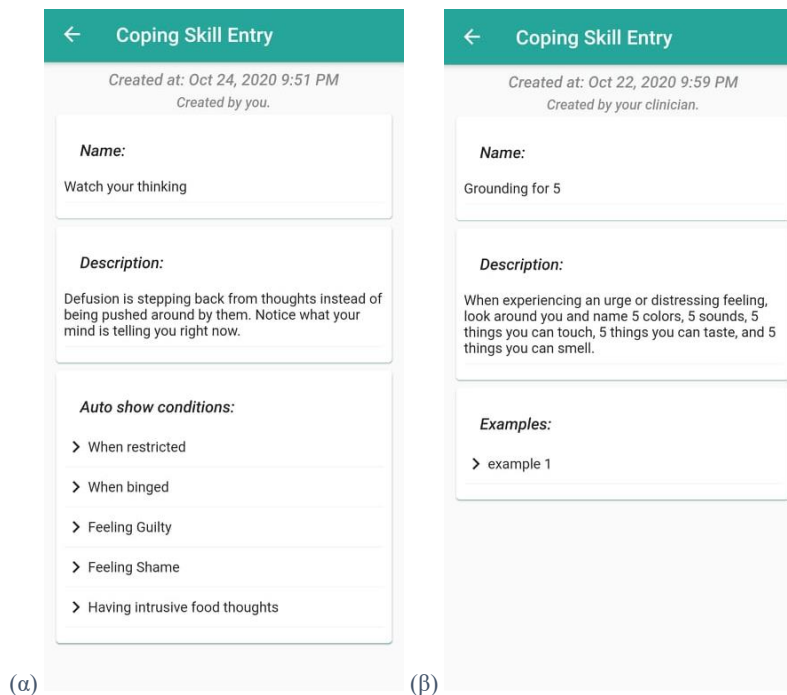 Coping Skill Entry
Created at: Oct 24, 2020 9:51 PM
Created by you.
Name:
Watch your thinking
Description:
Defusion is stepping back from thoughts instead of
being pushed around by them. Notice what your
mind is telling you right now.
Auto show conditions:
When restricted
When binged
Feeling Guilty
Feeling Shame
Having intrusive food thoughts
(α)
Coping Skill Entry
Created at: Oct 22, 2020 9:59 PM
Created by your clinician.
Name:
Grounding for 5
Description:
When experiencing an urge or distressing feeling,
look around you and name 5 colors, 5 sounds, 5
things you can touch, 5 things you can taste, and 5
things you can smell.
Examples:
example 1
(β)